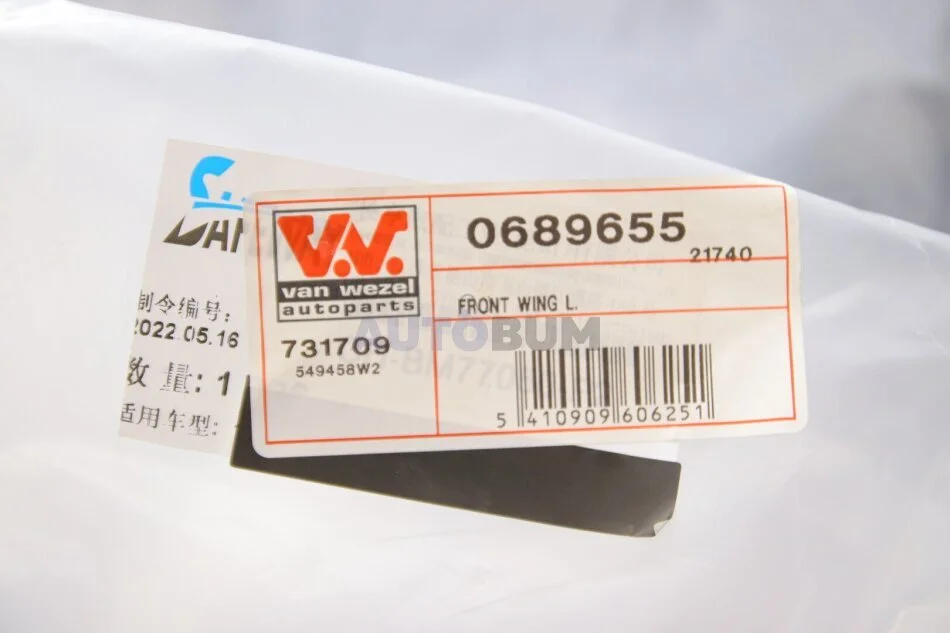 制令编号:
2022.05.16
数量: 1
适用车型:
V.W.
van wezel
autoparts
731709
549458W2
0689655
21740
FRONT WING L.
5 410909 606251
AUTOBUM